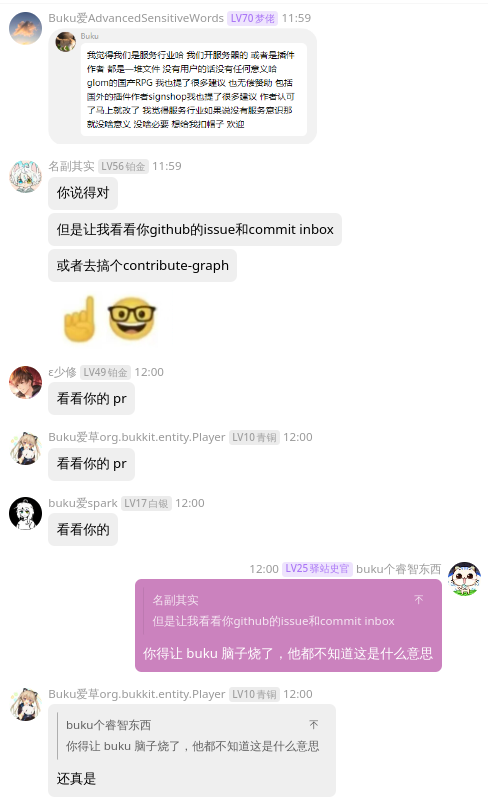 Buku爱AdvancedSensitiveWords LV70 梦佬 11:59
Buku
我觉得我们是服务行业哈 我们开服务器的 或者是插件
作者 都是一堆文件 没有用户的话没有任何意义哈
glom的国产RPG 我也提了很多建议 也无偿赞助 包括
国外的插件作者signshop我也提了很多建议 作者认可
了马上就改了 我觉得服务行业如果说没有服务意识那
就没啥意义 没啥必要 想给我扣帽子 欢迎
名副其实 LV56 铂金 11:59
你说得对
但是让我看看你github的issue和commit inbox
或者去搞个contribute-graph
ε少修 LV49 铂金 12:00
看看你的 pr
Buku爱草org.bukkit.entity.Player LV10 青铜 12:00
看看你的 pr
buku爱spark LV17 白银 12:00
看看你的
12:00 LV25 驿站史官 buku个睿智东西
名副其实
但是让我看看你github的issue和commit inbox
你得让 buku 脑子烧了，他都不知道这是什么意思
Buku爱草org.bukkit.entity.Player LV10 青铜 12:00
buku个睿智东西
你得让 buku 脑子烧了，他都不知道这是什么意思
还真是